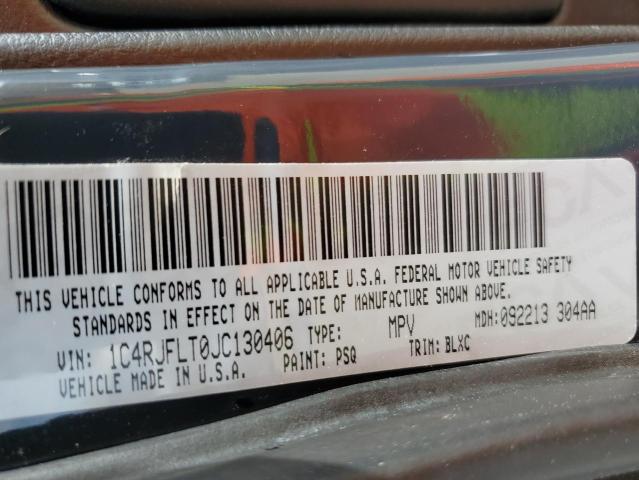 THIS VEHICLE CONFORMS TO ALL APPLICABLE U.S.A. FEDERAL MOTOR VEHICLE SAFETY
STANDARDS IN EFFECT ON THE DATE OF MANUFACTURE SHOWN ABOVE.
VIN: 1C4RJFLT0JC130406 TYPE: MPV MDH:092213 304AA
VEHICLE MADE IN U.S.A. PAINT: PSQ TRIM: BLXC